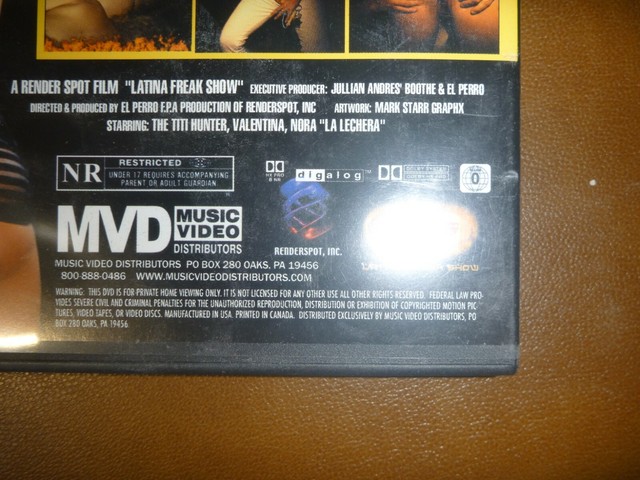 A RENDER SPOT FILM "LATINA FREAK SHOW" EXECUTIVE PRODUCER: JULLIAN ANDRES' BOOTHE & EL PERRO
DIRECTED & PRODUCED BY EL PERRO F.P.A PRODUCTION OF RENDERSPOT, INC ARTWORK: MARK STARR GRAPHX
STARRING: THE TITI HUNTER, VALENTINA, NORA "LA LECHERA"
NR RESTRICTED
UNDER 17 REQUIRES ACCOMPANYING
PARENT OR ADULT GUARDIAN
digalog™
0
MVD MUSIC
VIDEO
DISTRIBUTORS
RENDERSPOT, INC.
SHOW
MUSIC VIDEO DISTRIBUTORS PO BOX 280 OAKS, PA 19456
800-888-0486 WWW.MUSICVIDEODISTRIBUTORS.COM
WARNING: THIS DVD IS FOR PRIVATE HOME VIEWING ONLY. IT IS NOT LICENSED FOR ANY OTHER USE ALL OTHER RIGHTS RESERVED. FEDERAL LAW PRO-
VIDES SEVERE CIVIL AND CRIMINAL PENALTIES FOR THE UNAUTHORIZED REPRODUCTION, DISTRIBUTION OR EXHIBITION OF COPYRIGHTED MOTION PIC-
TURES, VIDEO TAPES, OR VIDEO DISCS. MANUFACTURED IN USA. PRINTED IN CANADA. DISTRIBUTED EXCLUSIVELY BY MUSIC VIDEO DISTRIBUTORS, PO
BOX 280 OAKS, PA 19456